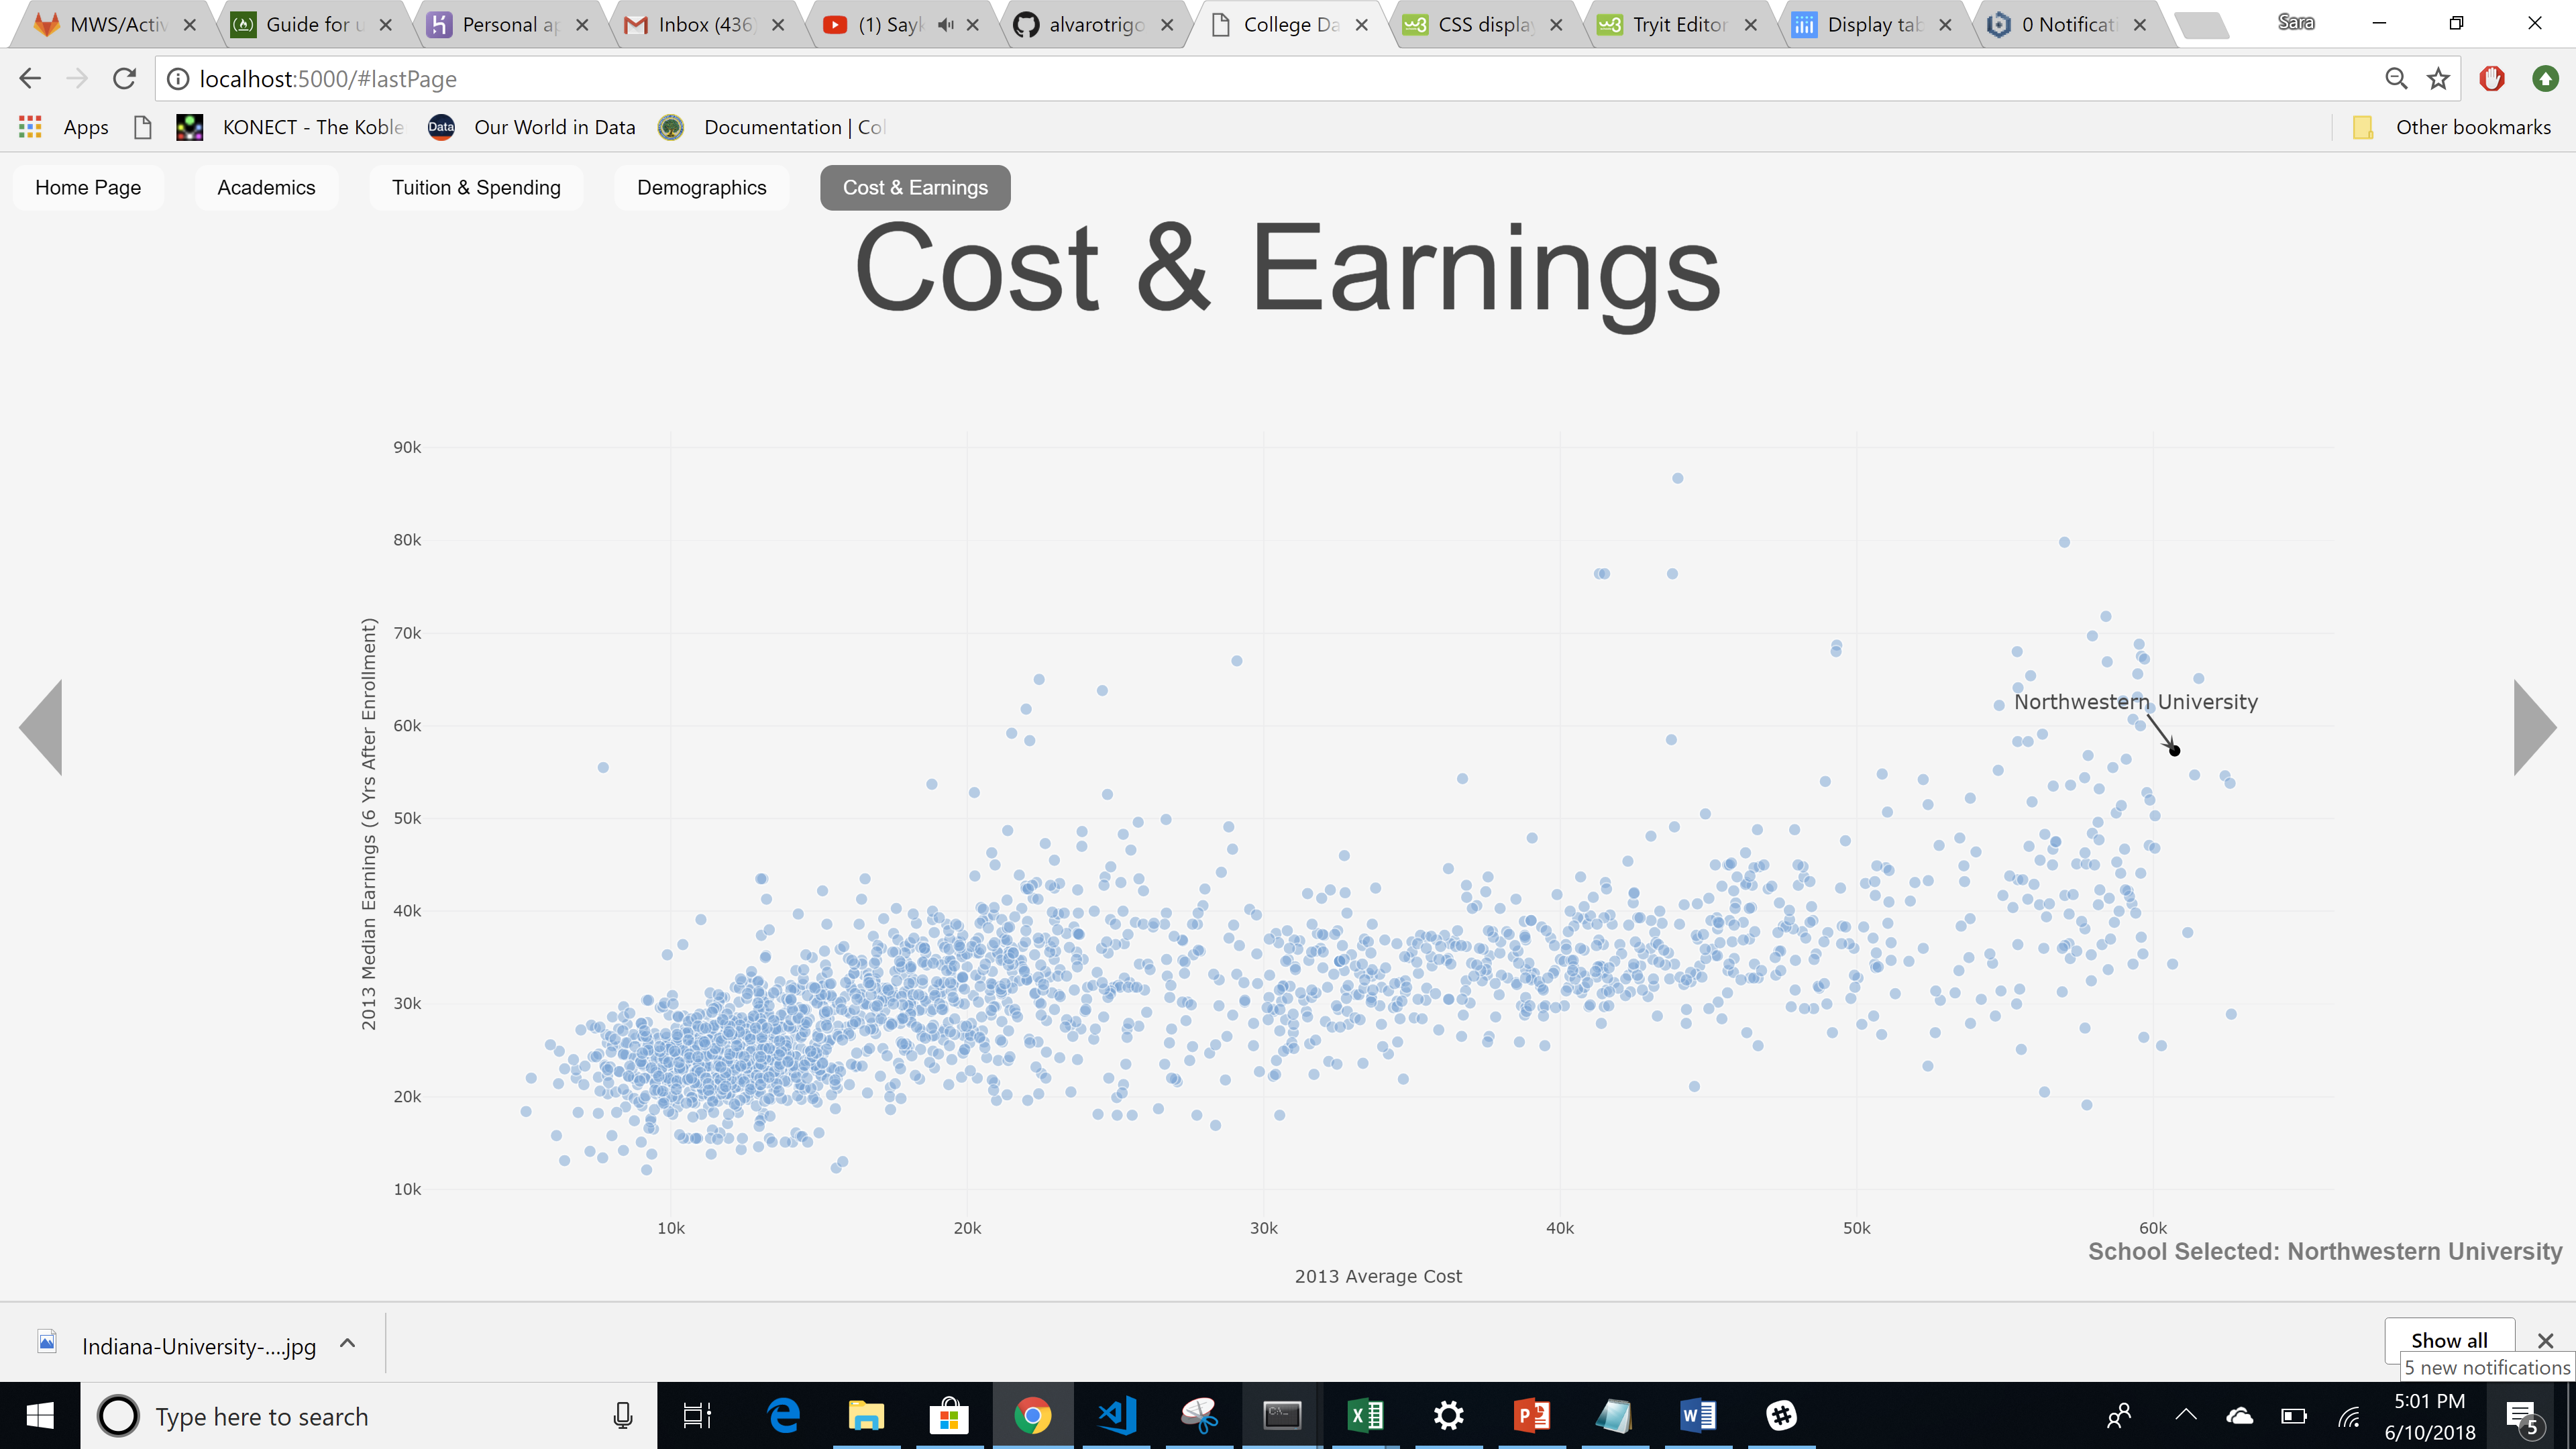 MWS/Activ
Guide for u
Personal ap
Inbox (436
(1) Sayk
alvarotrigo
College Da
CSS display
Tryit Editor
Display tab
0 Notificati
Sara
localhost:5000/#lastPage
Apps
KONECT - The Koble
Data
Our World in Data
Documentation | Col
Other bookmarks
Home Page
Academics
Tuition & Spending
Demographics
Cost & Earnings
Cost & Earnings
90k
80k
70k
60k
50k
40k
30k
20k
10k
2013 Median Earnings (6 Yrs After Enrollment)
Northwestern University
10k
20k
30k
40k
50k
60k
2013 Average Cost
School Selected: Northwestern University
Indiana-University-....jpg
Show all
5 new notifications
Type here to search
5:01 PM
6/10/2018
5